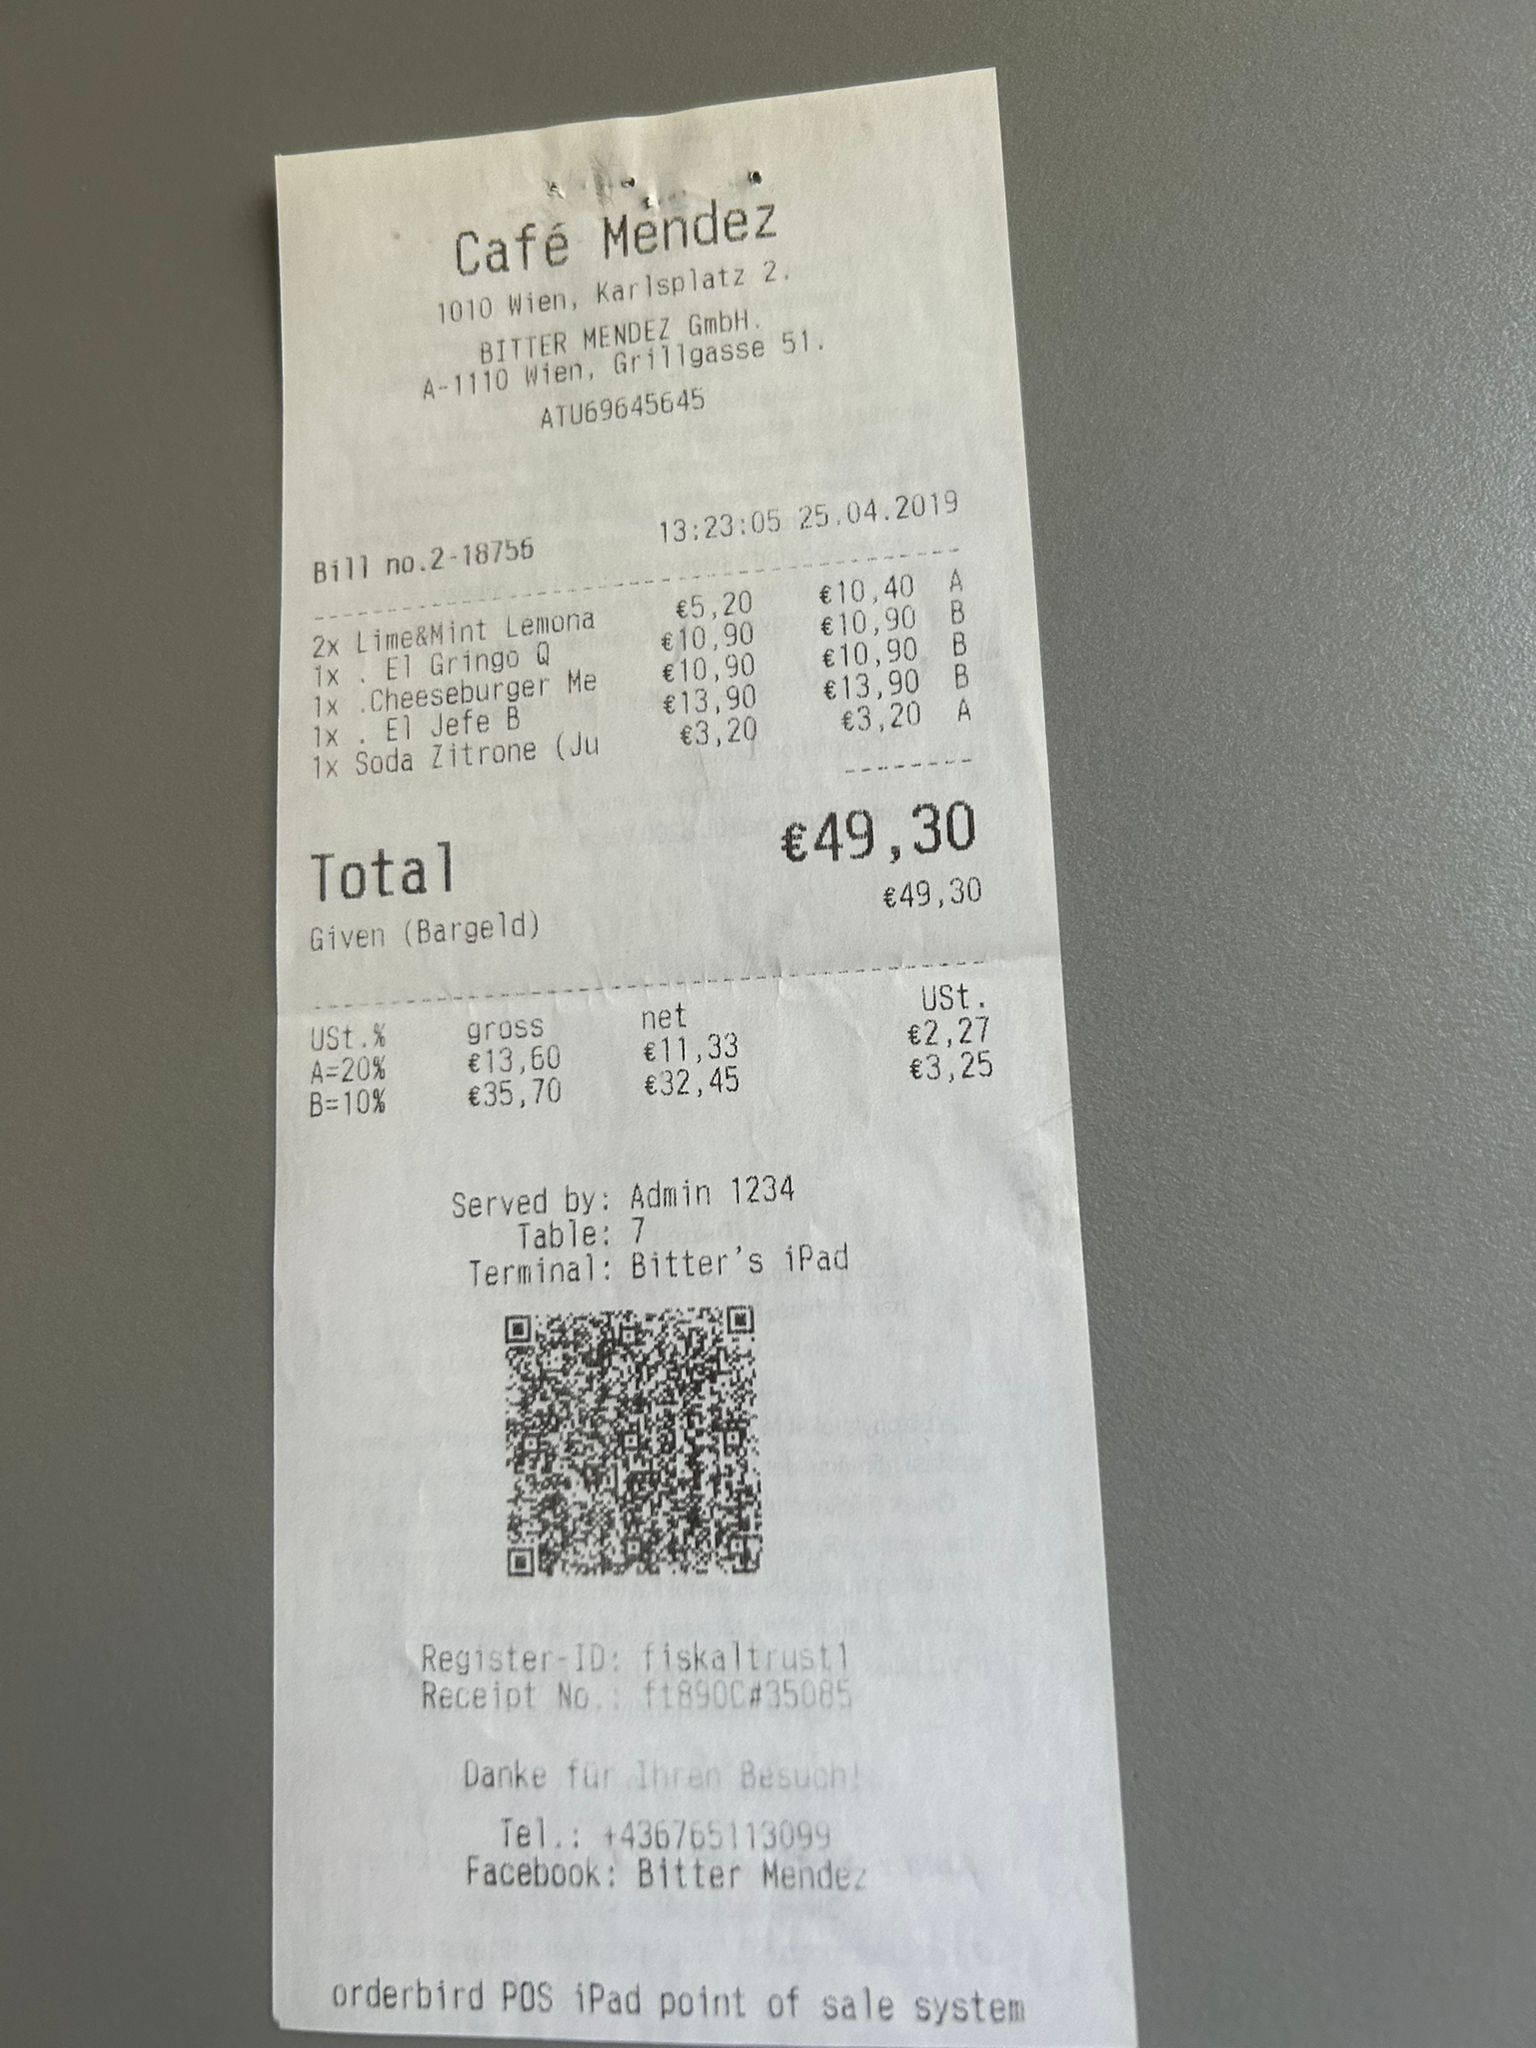 Café Mendez
1010 Wien, Karlsplatz 2.
BITTER MENDEZ GmbH.
A-1110 Wien, Grillgasse 51.
ATU69645645
Bill no.2-18756 13:23:05 25.04.2019
2x Lime&Mint Lemona €5,20 €10,40 A
1x . El Gringo Q €10,90 €10,90 B
1x .Cheeseburger Me €10,90 €10,90 B
1x . El Jefe B €13,90 €13,90 B
1x Soda Zitrone (Ju €3,20 €3,20 A
Total €49,30
Given (Bargeld) €49,30
USt.% gross net USt.
A=20% €13,60 €11,33 €2,27
B=10% €35,70 €32,45 €3,25
Served by: Admin 1234
Table: 7
Terminal: Bitter's iPad
Register-ID: fiskaltrust1
Receipt No.: ft890C#35085
Danke für Ihren Besuch!
Tel.: +436765113099
Facebook: Bitter Mendez
orderbird POS iPad point of sale system